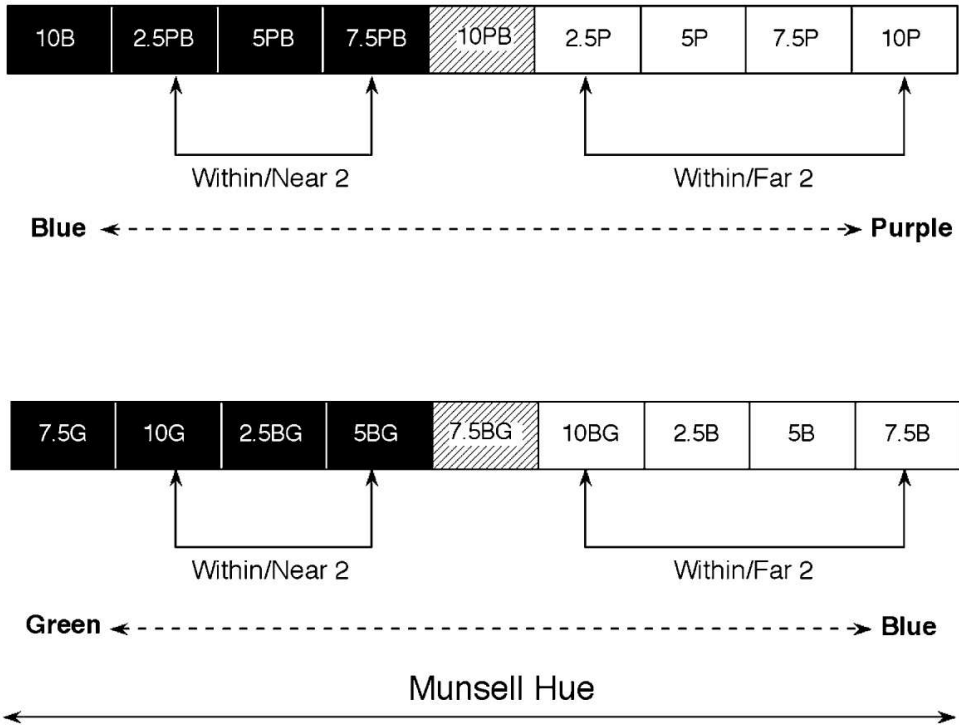 10B 2.5PB 5PB 7.5PB 10PB 2.5P 5P 7.5P 10P
Within/Near 2 Within/Far 2
Blue Purple
7.5G 10G 2.5BG 5BG 7.5BG 10BG 2.5B 5B 7.5B
Within/Near 2 Within/Far 2
Green Blue
Munsell Hue